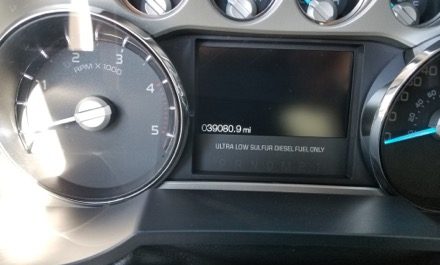 2
3
RPM X 1000
1
4
5
039080.9 mi
ULTRA LOW SULFUR DIESEL FUEL ONLY